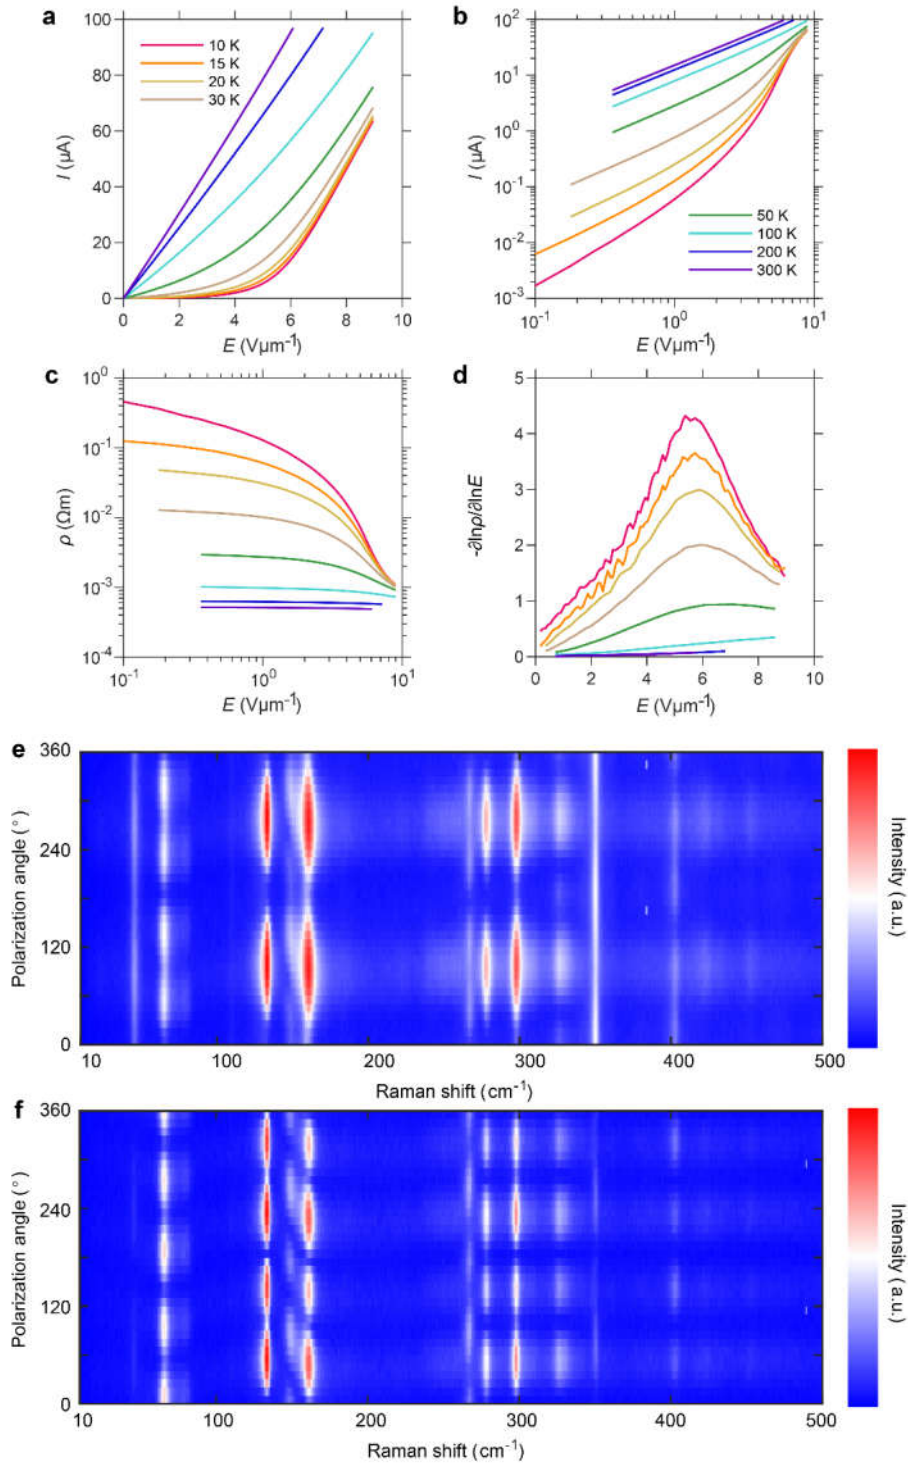 a
b
100
80
60
40
20
0
I (µA)
10 K
15 K
20 K
30 K
0 2 4 6 8 10
E (Vµm⁻¹)
10²
10¹
10⁰
10⁻¹
10⁻²
10⁻³
I (µA)
50 K
100 K
200 K
300 K
10⁻¹ 10⁰ 10¹
E (Vµm⁻¹)
c
d
10⁰
10⁻¹
10⁻²
10⁻³
10⁻⁴
ρ (Ωm)
10⁻¹ 10⁰ 10¹
E (Vµm⁻¹)
5
4
3
2
1
0
-∂lnρ/∂lnE
0 2 4 6 8 10
E (Vµm⁻¹)
e
360
240
120
0
Polarization angle (°)
10 100 200 300 400 500
Raman shift (cm⁻¹)
Intensity (a.u.)
f
360
240
120
0
Polarization angle (°)
10 100 200 300 400 500
Raman shift (cm⁻¹)
Intensity (a.u.)